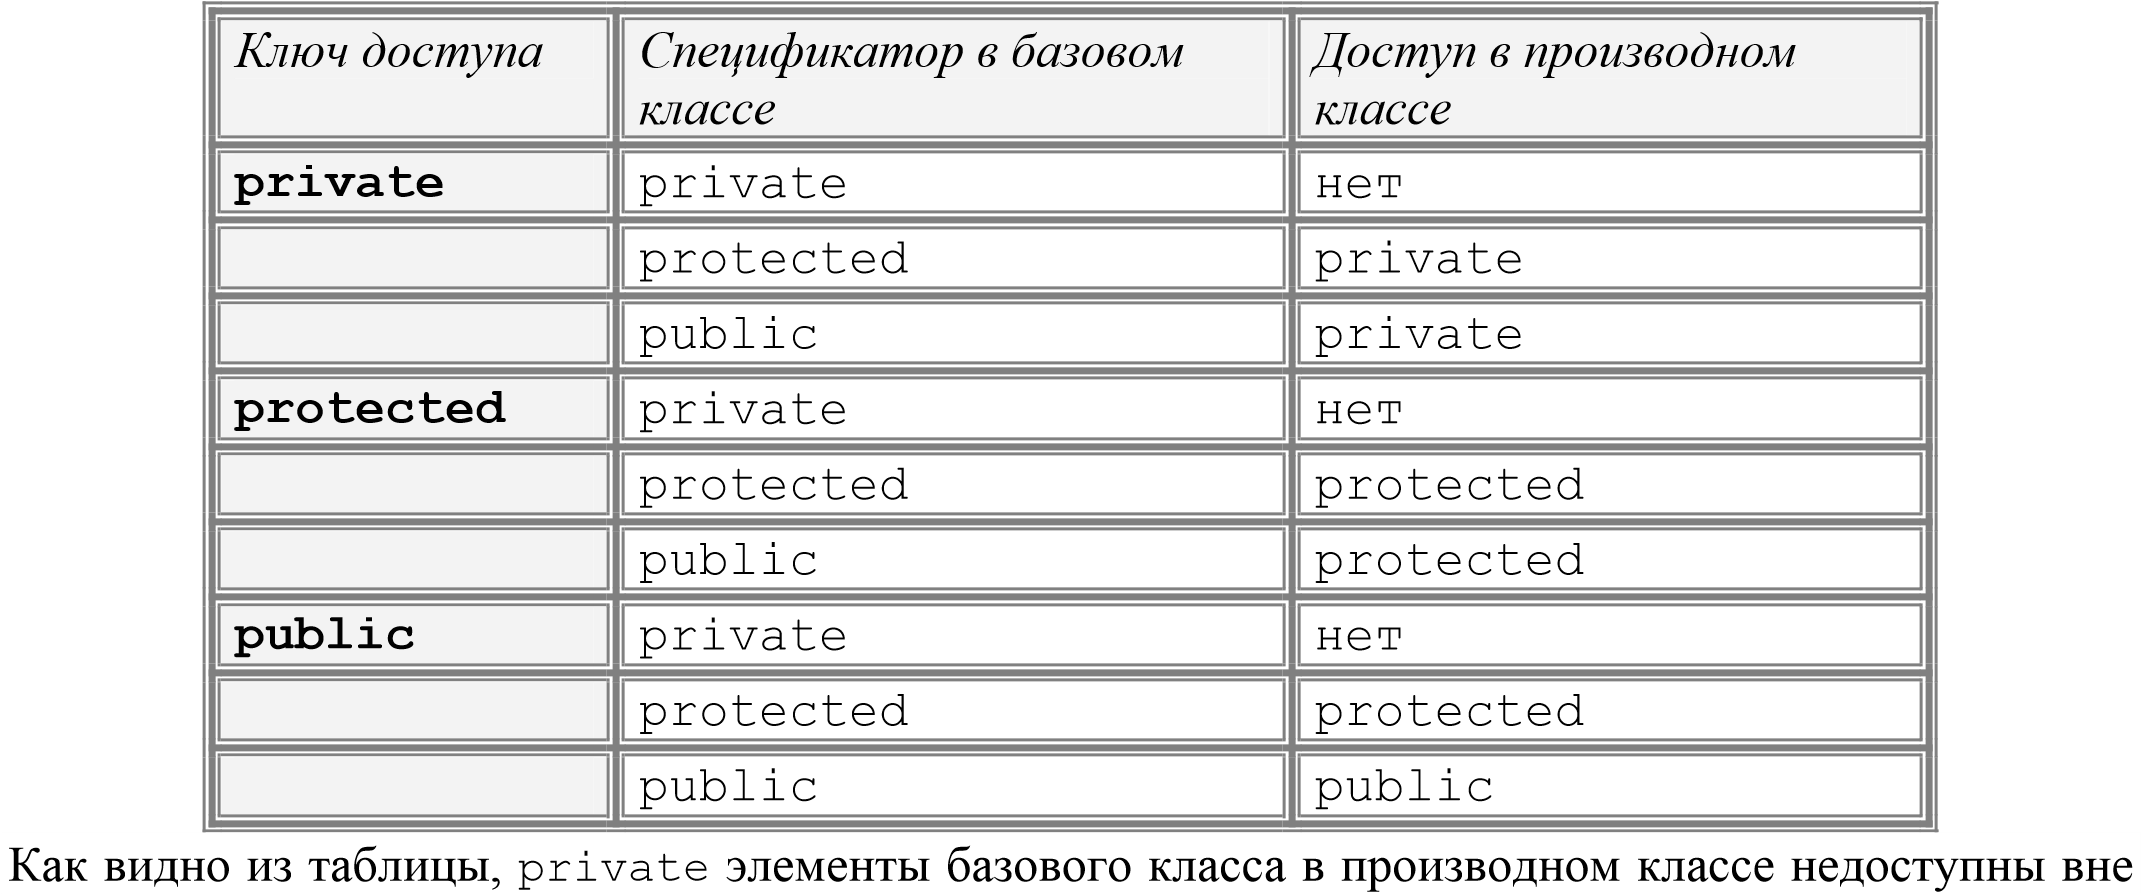 Ключ доступа Спецификатор в базовом классе Доступ в производном классе
private private нет
protected private
public private
protected private нет
protected protected
public protected
public private нет
protected protected
public public
Как видно из таблицы, private элементы базового класса в производном классе недоступны вне